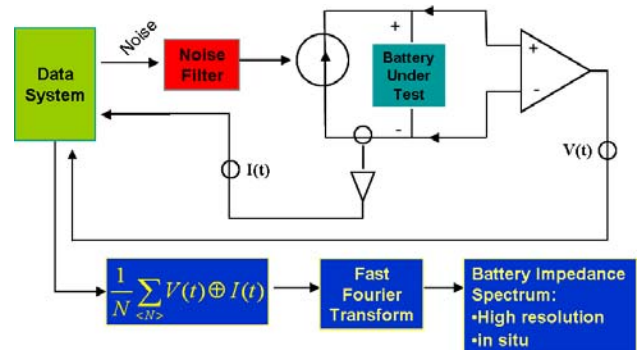 Data
System
Noise
Noise
Filter
+
Battery
Under
Test
-
+
-
I(t)
V(t)
1/N ∑<N> V(t) ⊕ I(t)
Fast
Fourier
Transform
Battery Impedance
Spectrum:
•High resolution
•in situ